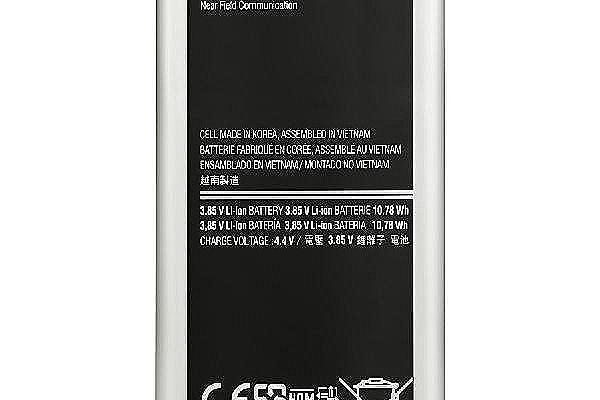 Near Field Communication
CELL MADE IN KOREA, ASSEMBLED IN VIETNAM
BATTERIE FABRIQUÉ EN CORÉE, ASSEMBLÉ AU VIETNAM
ENSAMBLADO EN VIETNAM / MONTADO NO VIETNAM
越南製造
3.85 V Li-ion BATTERY 3.85 V Li-ion BATTERIE 10.78 Wh
3,85 V Li-ion BATERÍA 3,85 V Li-ion BATERIA 10,78 Wh
CHARGE VOLTAGE : 4.4 V / 電壓 3.85 V 鋰離子 電池
CE NOM